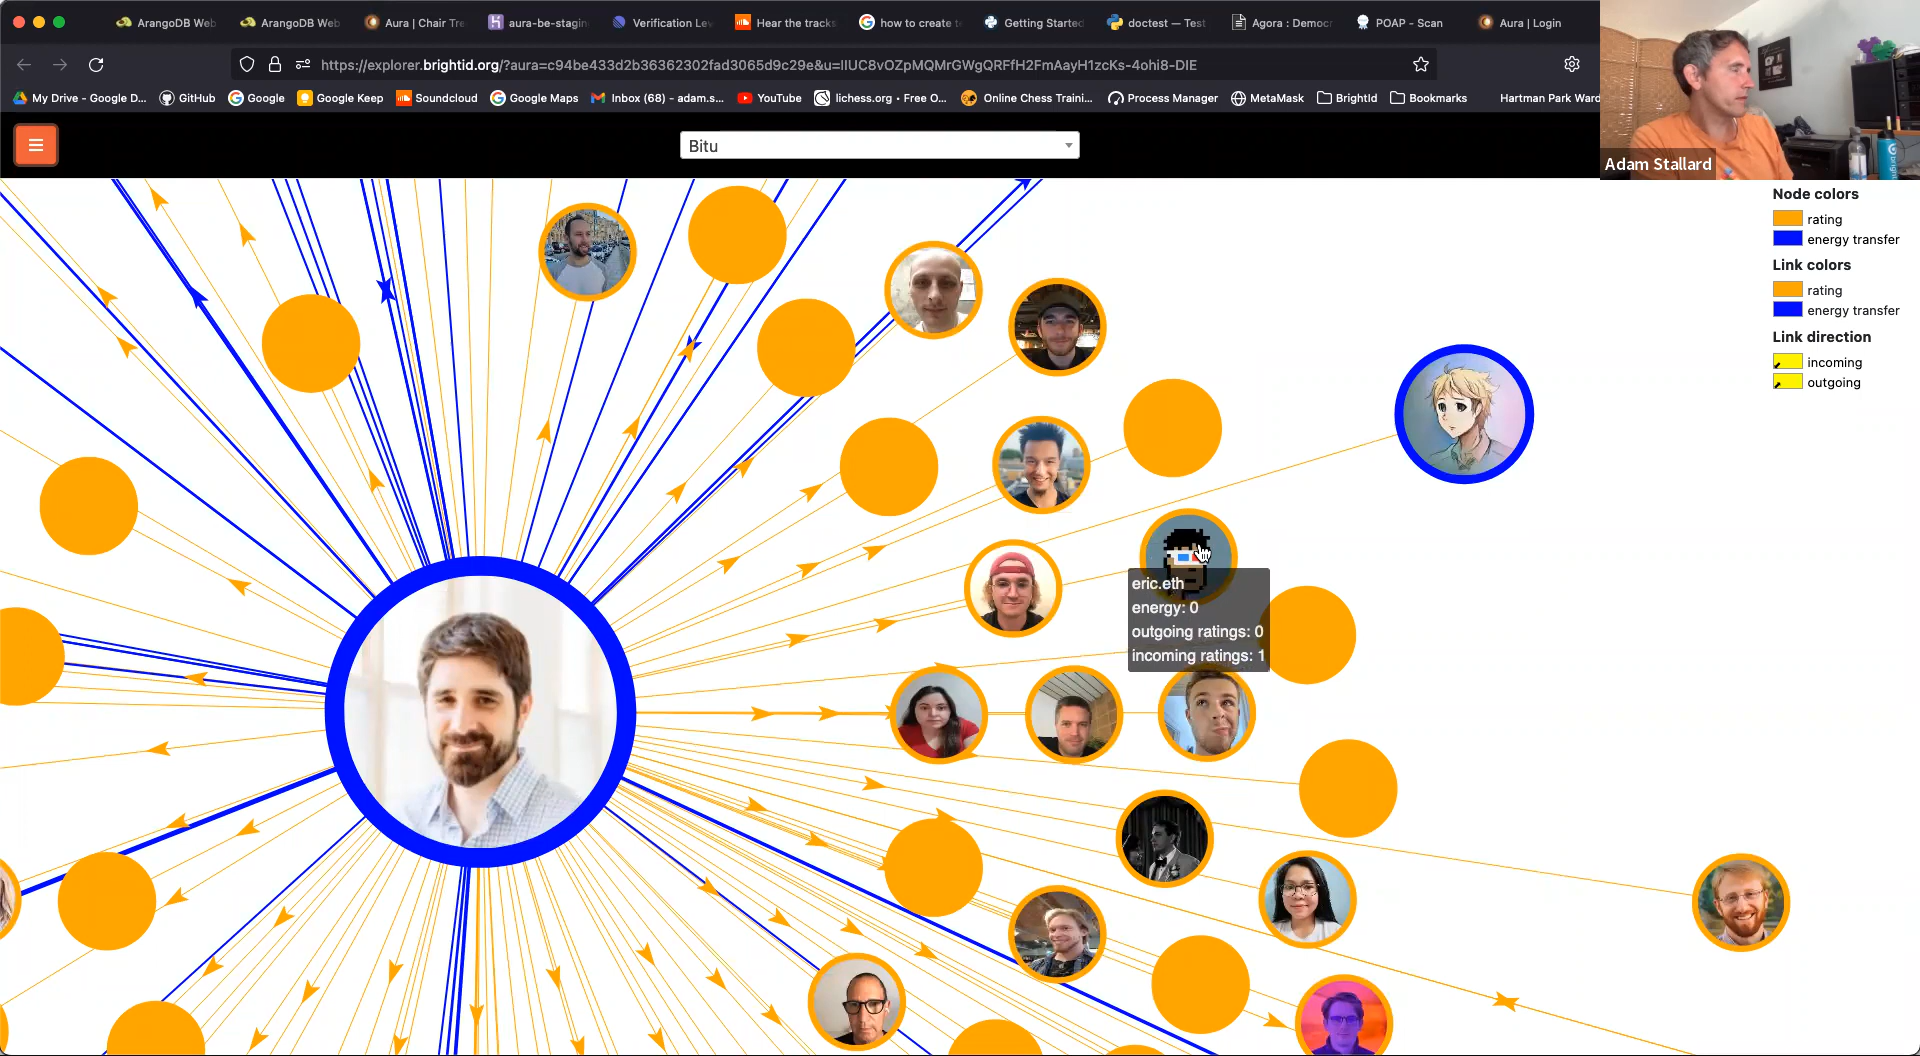 ArangoDB Web
ArangoDB Web
Aura | Chair Tre
aura-be-stagin
Verification Lev
Hear the tracks
how to create t
Getting Started
doctest — Test
Agora : Democr
POAP - Scan
Aura | Login
https://explorer.brightid.org/?aura=c94be433d2b36362302fad3065d9c29e&u=lIUC8vOZpMQMrGWgQRFfH2FmAayH1zcKs-4ohi8-DIE
My Drive - Google D...
GitHub
Google
Google Keep
Soundcloud
Google Maps
Inbox (68) - adam.s...
YouTube
lichess.org • Free O...
Online Chess Traini...
Process Manager
MetaMask
BrightId
Bookmarks
Hartman Park Ward
Bitu
Adam Stallard
Node colors
rating
energy transfer
Link colors
rating
energy transfer
Link direction
incoming
outgoing
eric.eth
energy: 0
outgoing ratings: 0
incoming ratings: 1